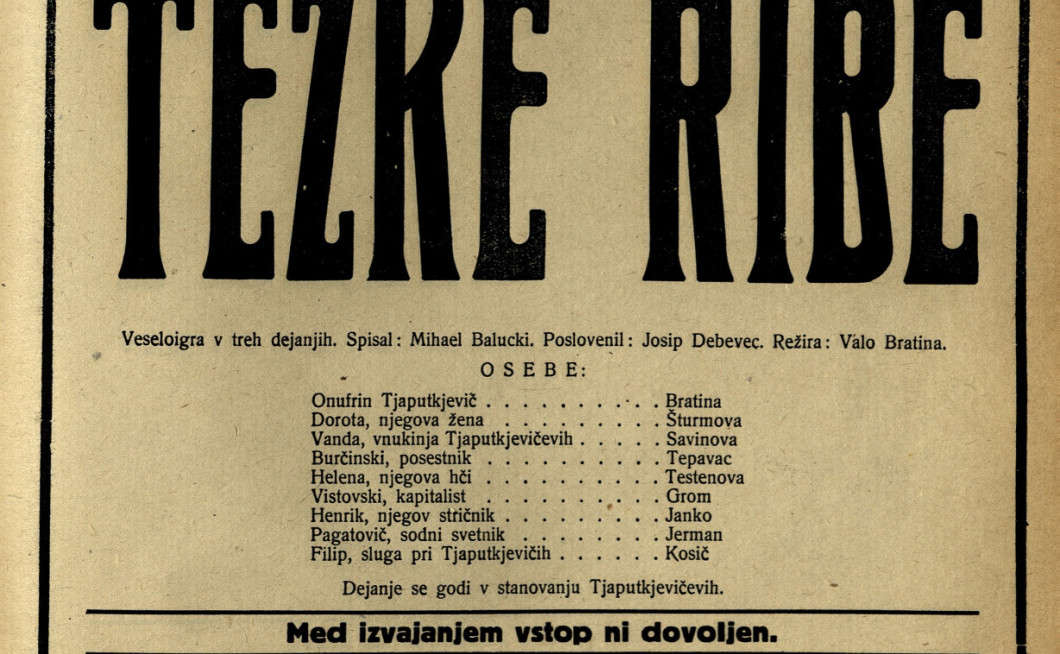 TEŽKE RIBE
Veseloigra v treh dejanjih. Spisal: Mihael Balucki. Poslovenil: Josip Debevec. Režira: Valo Bratina.
OSEBE:
Onufrin Tjaputkjevič . . . . . . . . . . Bratina
Dorota, njegova žena . . . . . . . . . Šturmova
Vanda, vnukinja Tjaputkjevičevih . . . . . Savinova
Burčinski, posestnik . . . . . . . . . . Tepavac
Helena, njegova hči . . . . . . . . . . Testenova
Vistovski, kapitalist . . . . . . . . . . Grom
Henrik, njegov stričnik . . . . . . . . . Janko
Pagatovič, sodni svetnik . . . . . . . . Jerman
Filip, sluga pri Tjaputkjevičih . . . . . . Kosič
Dejanje se godi v stanovanju Tjaputkjevičevih.
Med izvajanjem vstop ni dovoljen.